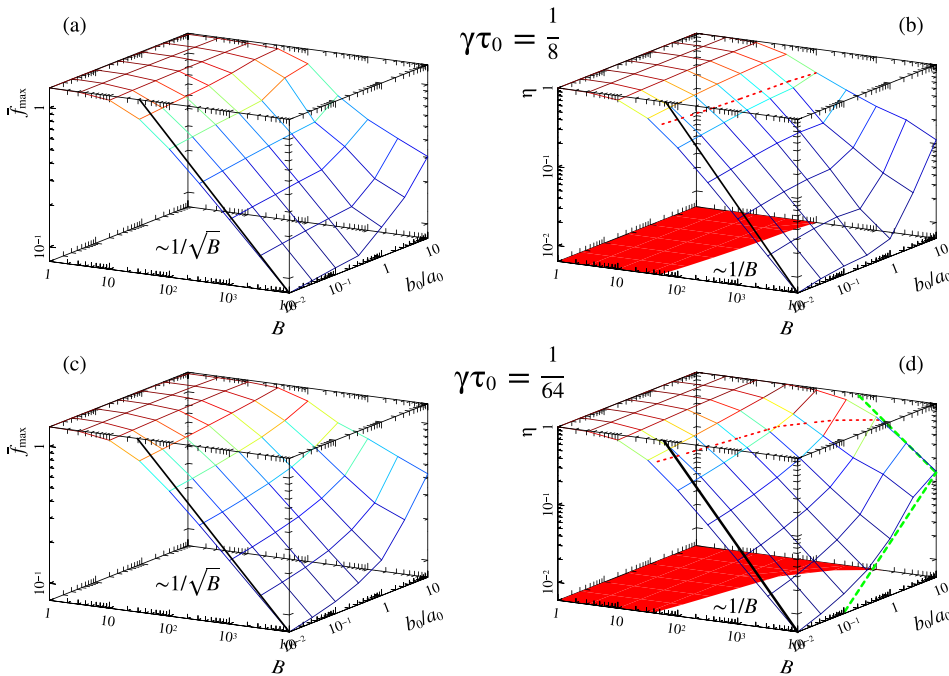 (a)
γτ₀ = 1/8
(b)
f̄max
1
10⁻¹
~1/√B
1
10
10²
10³
10⁻²
10⁻¹
1
10
b₀/a₀
B
η
1
10⁻¹
10⁻²
~1/B
1
10
10²
10³
10⁻²
10⁻¹
1
10
b₀/a₀
B
(c)
γτ₀ = 1/64
(d)
f̄max
1
10⁻¹
~1/√B
1
10
10²
10³
10⁻²
10⁻¹
1
10
b₀/a₀
B
η
1
10⁻¹
10⁻²
~1/B
1
10
10²
10³
10⁻²
10⁻¹
1
10
b₀/a₀
B